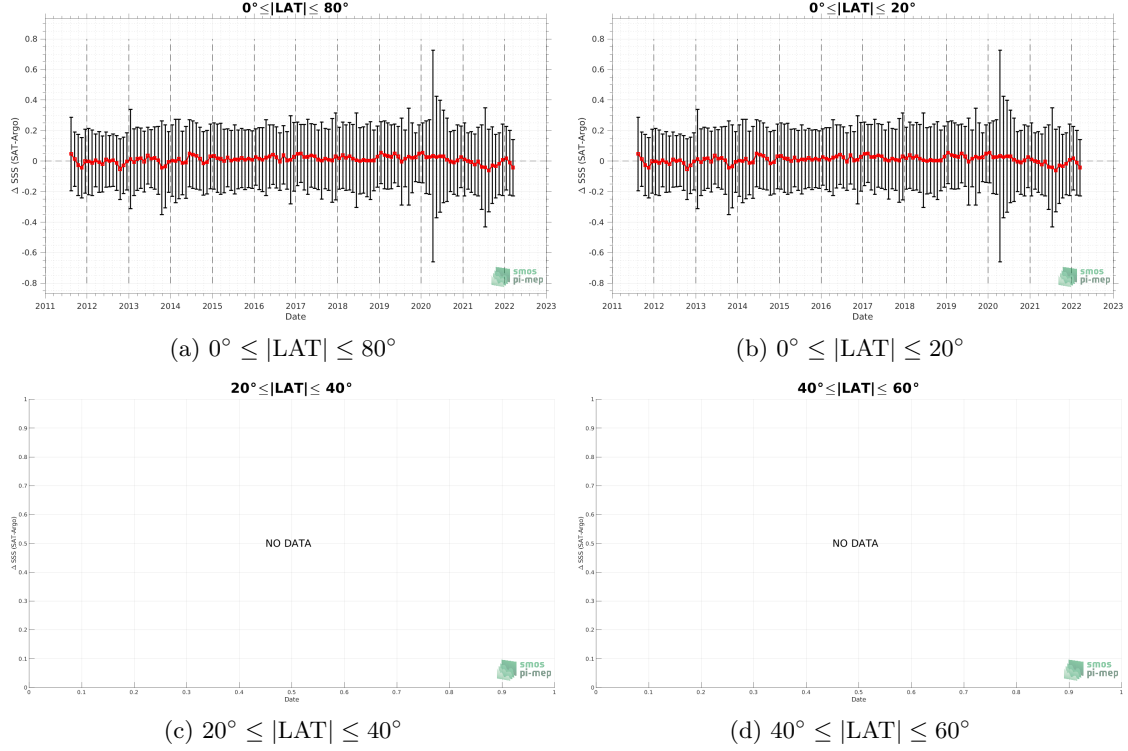 0°≤|LAT|≤ 80°
Δ SSS (SAT-Argo)
0.8
0.6
0.4
0.2
0
-0.2
-0.4
-0.6
-0.8
2011 2012 2013 2014 2015 2016 2017 2018 2019 2020 2021 2022 2023
Date
smos
pi-mep
(a) 0° ≤ |LAT| ≤ 80°
0°≤|LAT|≤ 20°
Δ SSS (SAT-Argo)
0.8
0.6
0.4
0.2
0
-0.2
-0.4
-0.6
-0.8
2011 2012 2013 2014 2015 2016 2017 2018 2019 2020 2021 2022 2023
Date
smos
pi-mep
(b) 0° ≤ |LAT| ≤ 20°
20°≤|LAT|≤ 40°
Δ SSS (SAT-Argo)
1
0.9
0.8
0.7
0.6
0.5
0.4
0.3
0.2
0.1
0
NO DATA
0 0.1 0.2 0.3 0.4 0.5 0.6 0.7 0.8 0.9 1
Date
smos
pi-mep
(c) 20° ≤ |LAT| ≤ 40°
40°≤|LAT|≤ 60°
Δ SSS (SAT-Argo)
1
0.9
0.8
0.7
0.6
0.5
0.4
0.3
0.2
0.1
0
NO DATA
0 0.1 0.2 0.3 0.4 0.5 0.6 0.7 0.8 0.9 1
Date
smos
pi-mep
(d) 40° ≤ |LAT| ≤ 60°